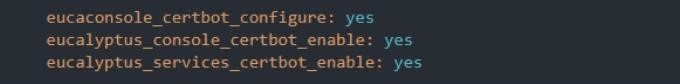 eucaconsole_certbot_configure: yes
eucalyptus_console_certbot_enable: yes
eucalyptus_services_certbot_enable: yes